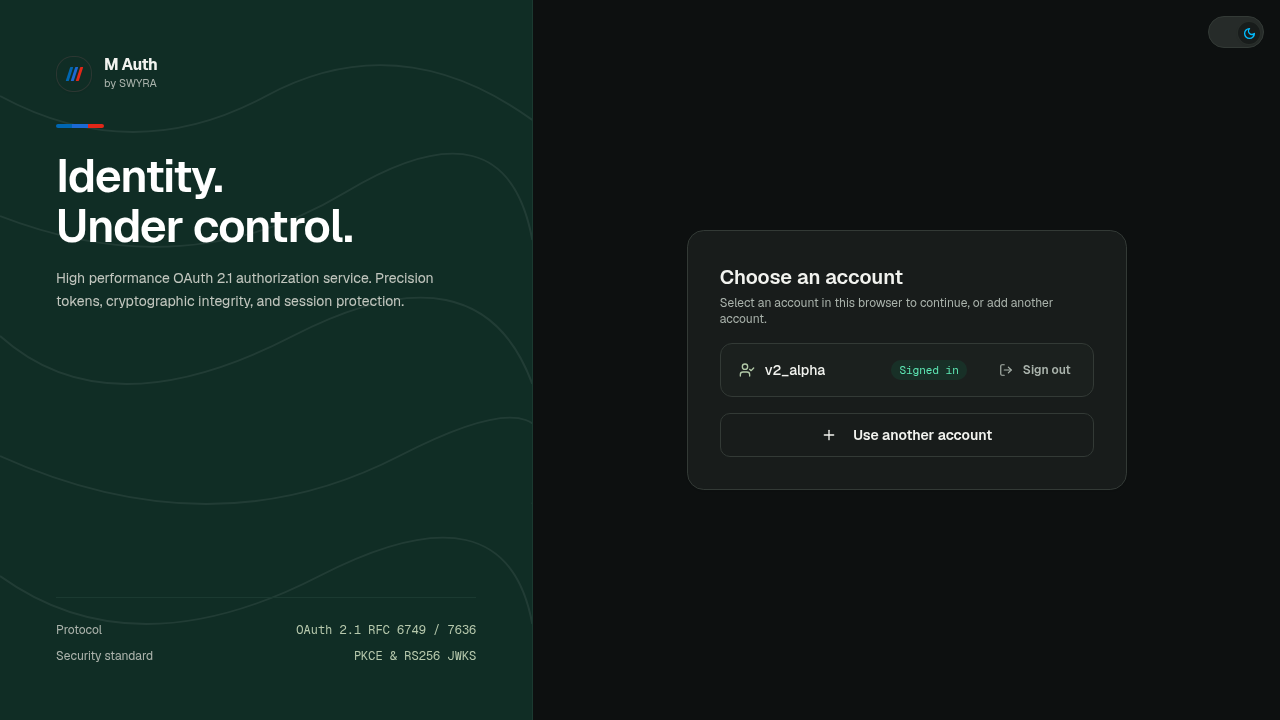 M Auth
by SWYRA
Identity.
Under control.
High performance OAuth 2.1 authorization service. Precision
tokens, cryptographic integrity, and session protection.
Protocol
OAuth 2.1 RFC 6749 / 7636
Security standard
PKCE & RS256 JWKS
Choose an account
Select an account in this browser to continue, or add another
account.
v2_alpha
Signed in
Sign out
Use another account